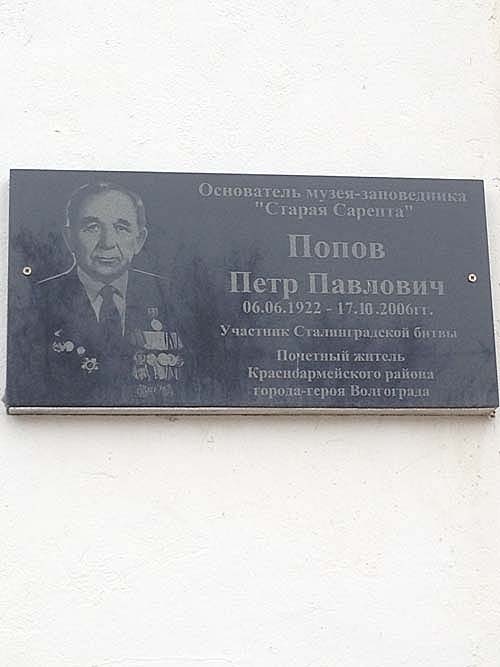 Основатель музея-заповедника
"Старая Сарепта"
Попов
Петр Павлович
06.06.1922 - 17.10.2006гг.
Участник Сталинградской битвы
Почетный житель
Красноармейского района
города-героя Волгограда